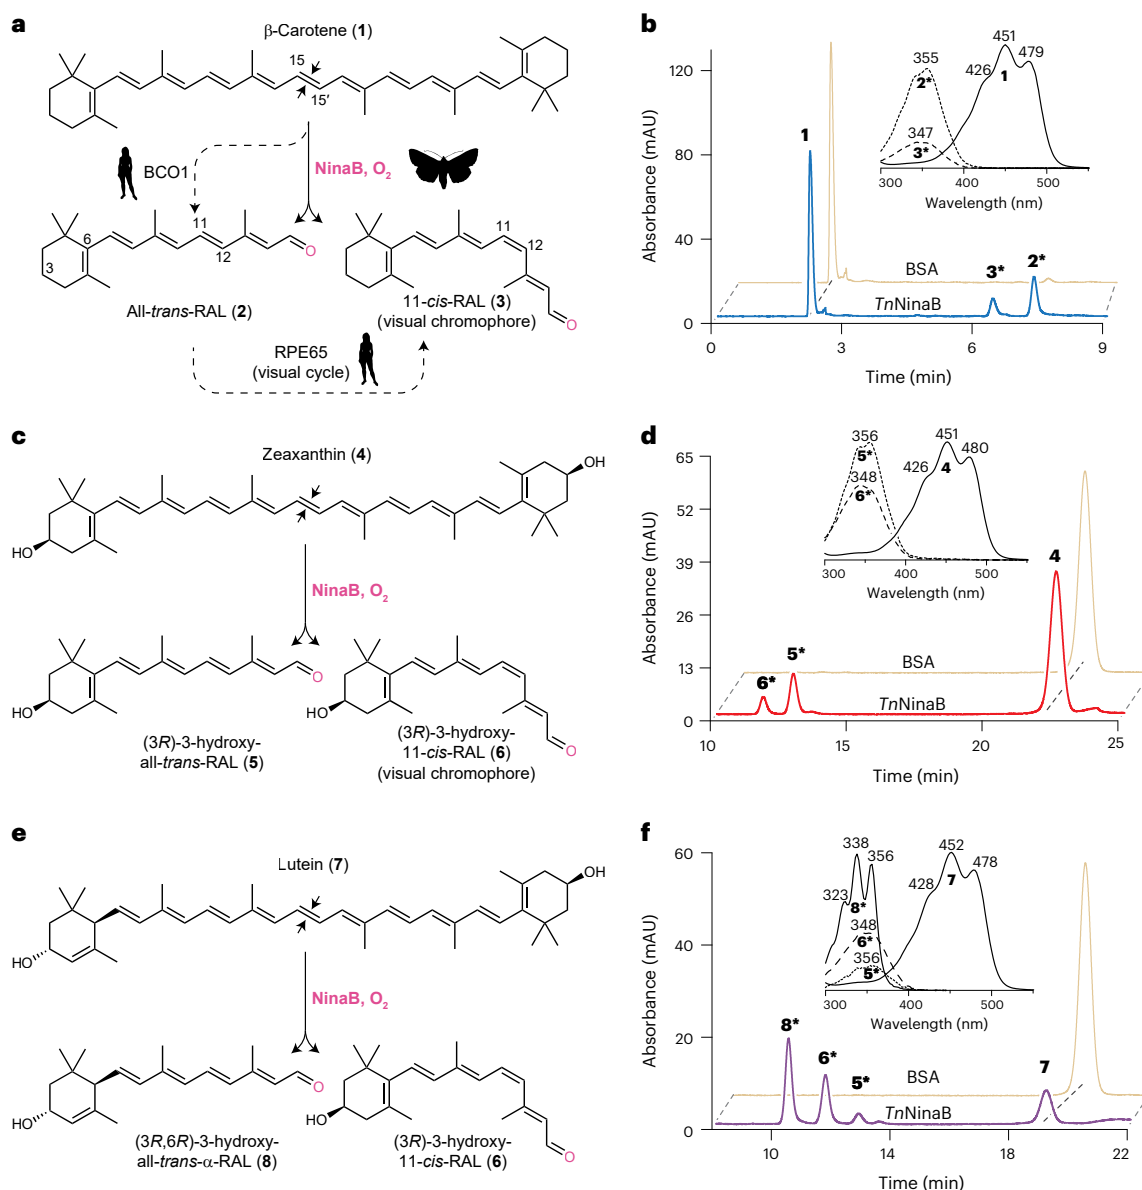 a
β-Carotene (1)
15
15′
BCO1
NinaB, O2
11
6
12
3
O
11
12
O
All-trans-RAL (2)
11-cis-RAL (3)
(visual chromophore)
RPE65
(visual cycle)
b
Absorbance (mAU)
120
80
40
0
0
3
6
9
Time (min)
1
3*
2*
BSA
TnNinaB
451
479
426
1
355
2*
347
3*
300
400
500
Wavelength (nm)
c
Zeaxanthin (4)
OH
HO
NinaB, O2
O
HO
HO
O
(3R)-3-hydroxy-
all-trans-RAL (5)
(3R)-3-hydroxy-
11-cis-RAL (6)
(visual chromophore)
d
Absorbance (mAU)
65
52
39
26
13
0
10
15
20
25
Time (min)
6*
5*
4
BSA
TnNinaB
356
5*
348
6*
451
480
426
4
300
400
500
Wavelength (nm)
e
Lutein (7)
OH
HO
NinaB, O2
O
HO
HO
O
(3R,6R)-3-hydroxy-
all-trans-α-RAL (8)
(3R)-3-hydroxy-
11-cis-RAL (6)
f
Absorbance (mAU)
60
40
20
0
10
14
18
22
Time (min)
8*
6*
5*
7
BSA
TnNinaB
338
356
323
8*
348
6*
356
5*
452
478
428
7
300
400
500
Wavelength (nm)